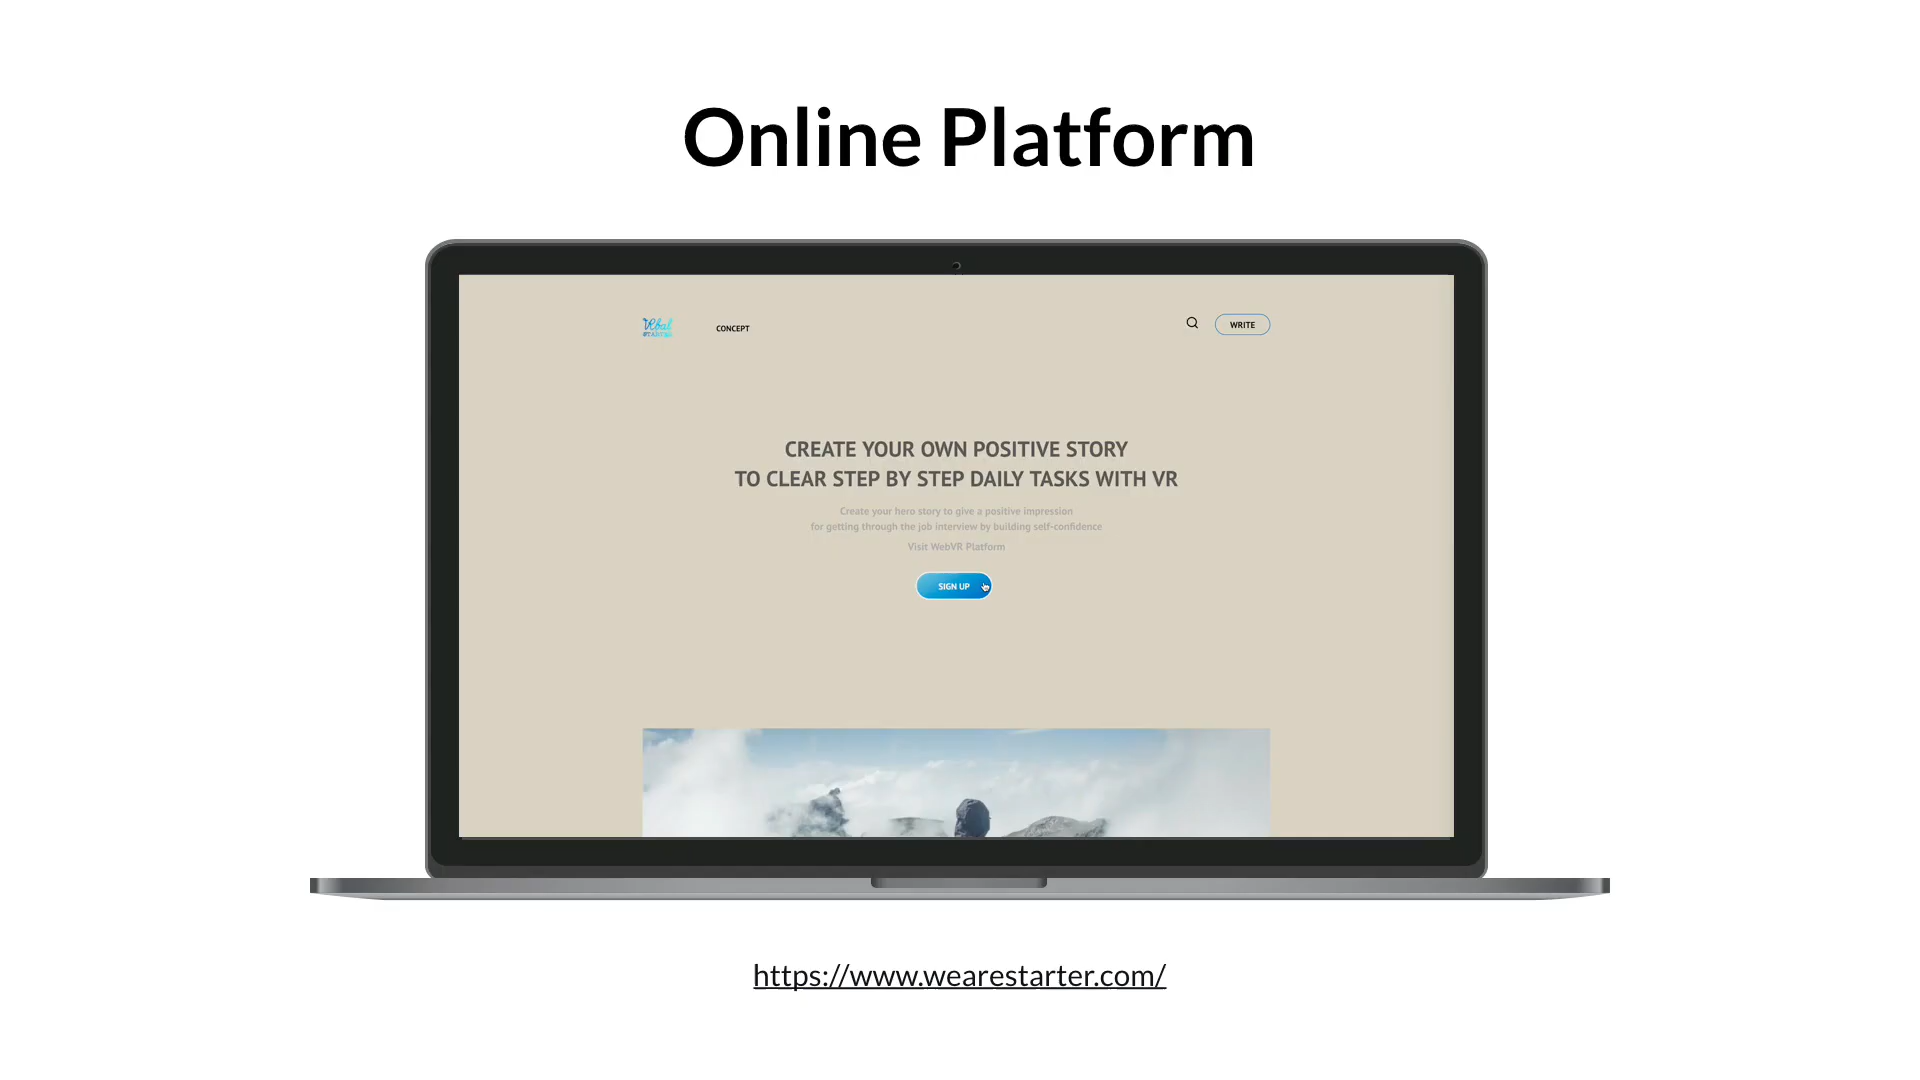 Online Platform
CONCEPT
WRITE
CREATE YOUR OWN POSITIVE STORY
TO CLEAR STEP BY STEP DAILY TASKS WITH VR
Create your hero story to give a positive impression
for getting through the job interview by building self-confidence
Visit WebVR Platform
SIGN UP
https://www.wearestarter.com/